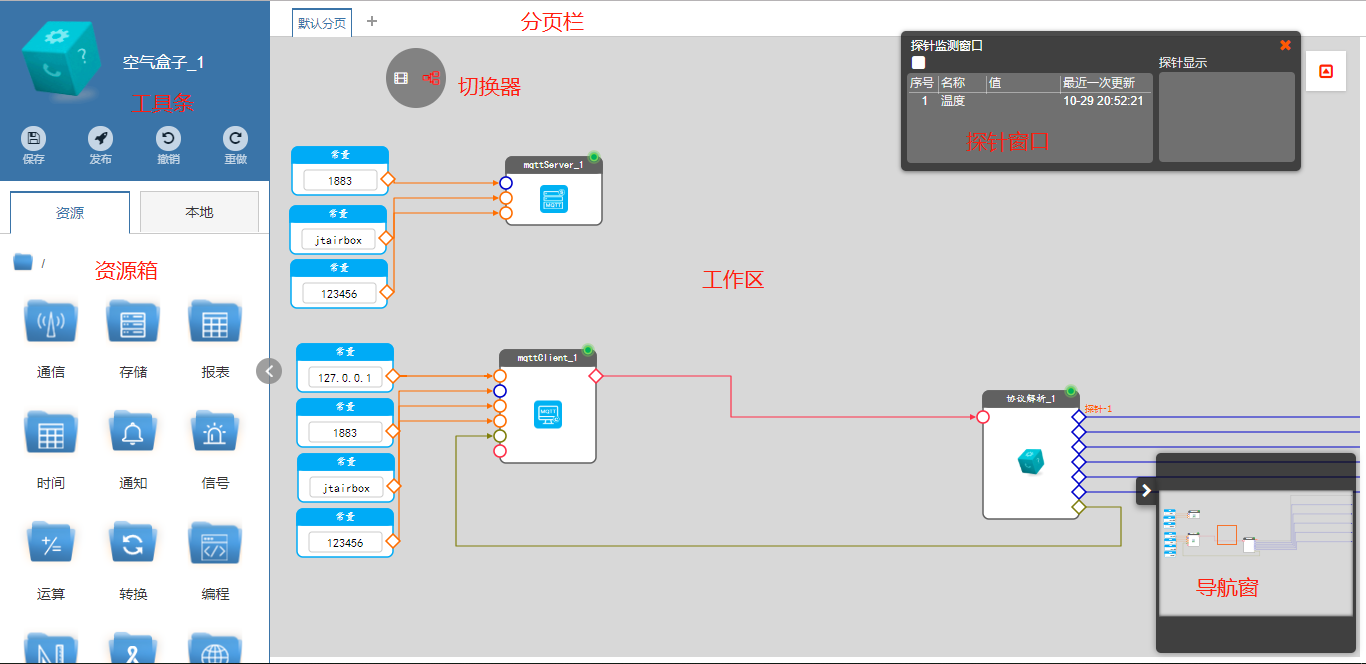 空气盒子_1
工具条
保存
发布
撤销
重做
资源
本地
/
资源箱
通信
存储
报表
时间
通知
信号
运算
转换
编程
默认分页
+
分页栏
切换器
常量
1883
常量
jtairbox
常量
123456
mqttServer_1
MQTT
工作区
常量
127.0.0.1
常量
1883
常量
jtairbox
常量
123456
mqttClient_1
MQTT
协议解析_1
探针-1
探针监测窗口
探针显示
序号 名称 值 最近一次更新
1 温度 10-29 20:52:21
探针窗口
导航窗